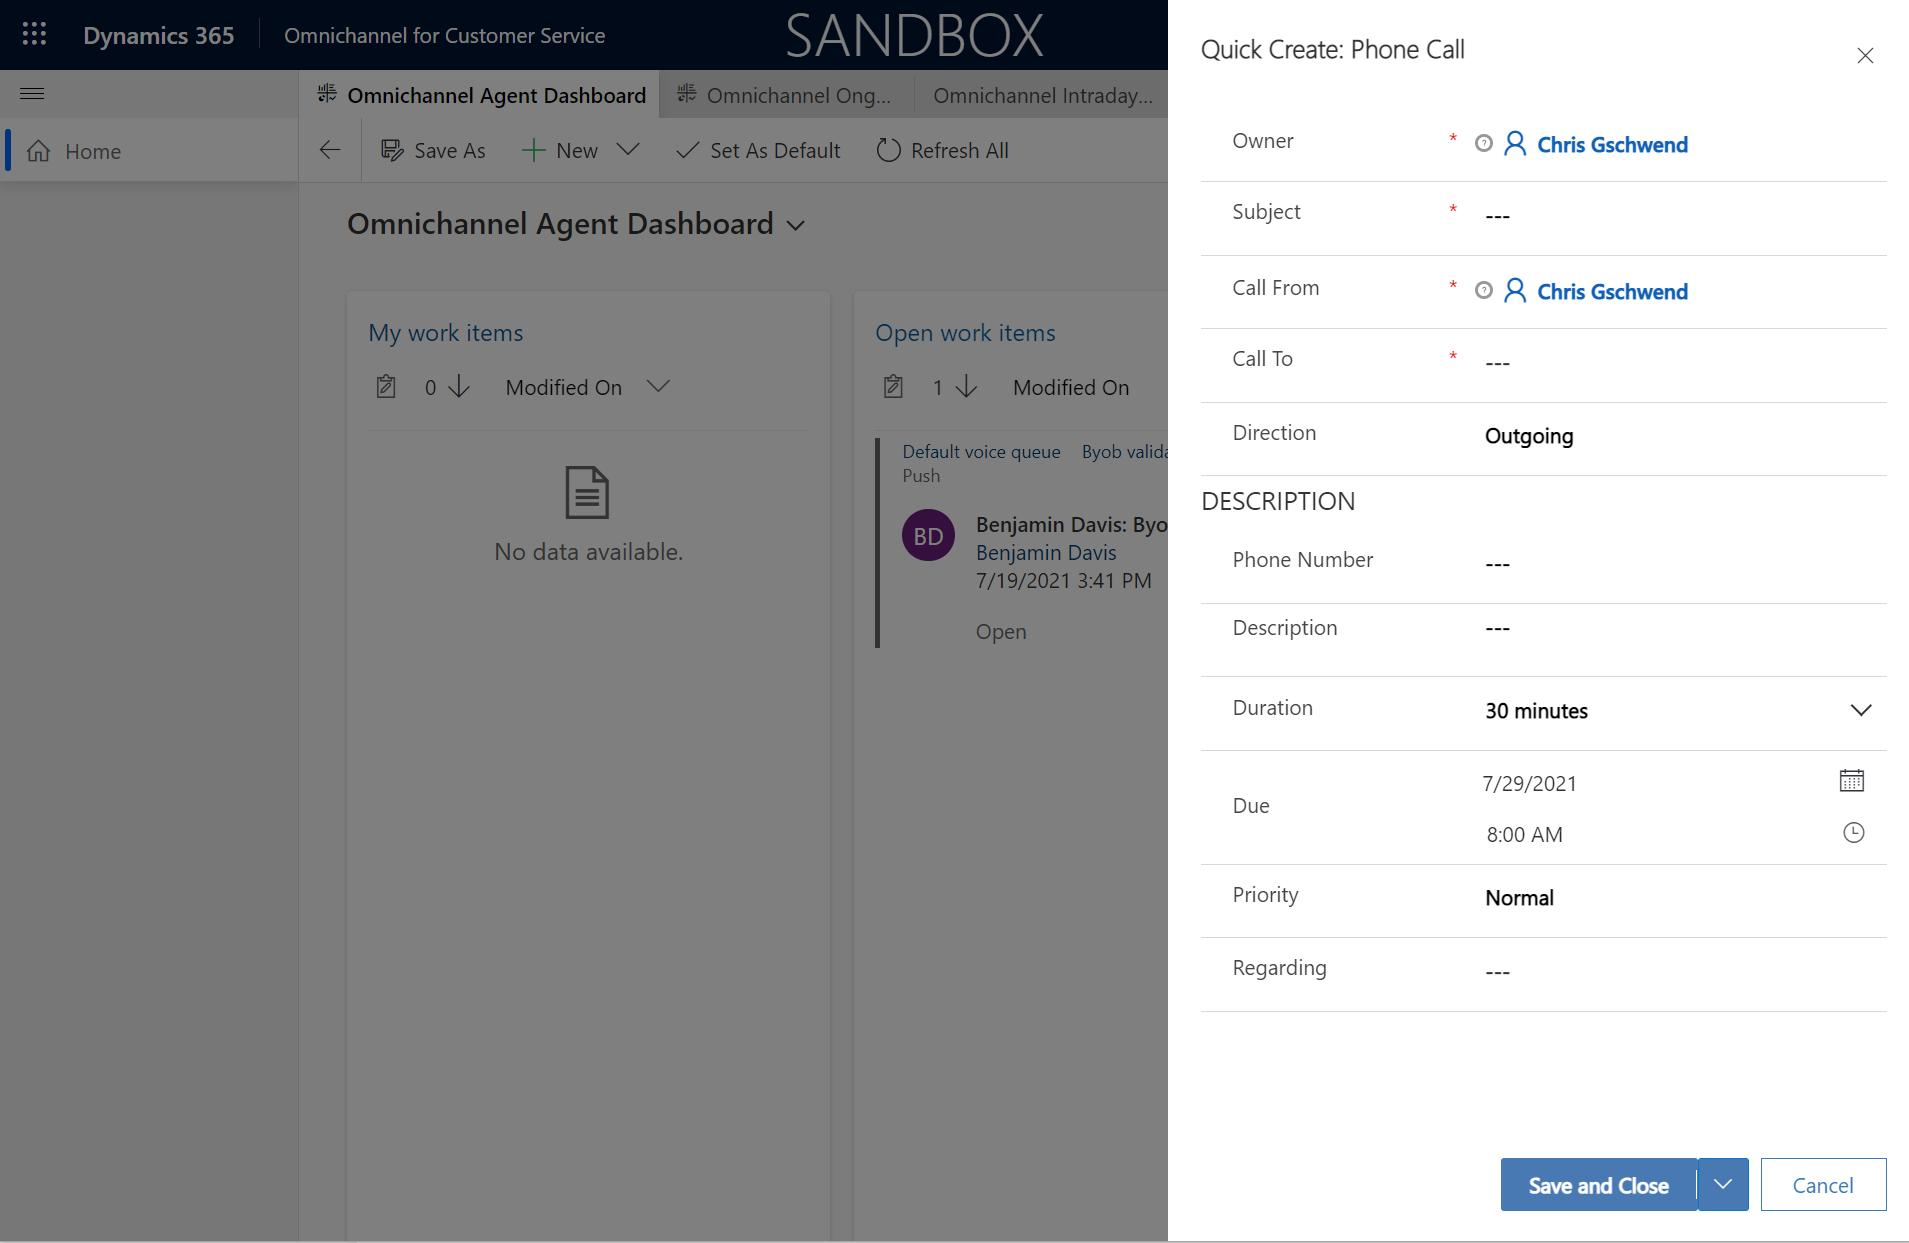 Dynamics 365
Omnichannel for Customer Service
SANDBOX
Omnichannel Agent Dashboard
Omnichannel Ong...
Omnichannel Intraday...
Home
Save As
New
Set As Default
Refresh All
Omnichannel Agent Dashboard
My work items
0
Modified On
No data available.
Open work items
1
Modified On
Default voice queue
Byob valida
Push
BD
Benjamin Davis: Byo
Benjamin Davis
7/19/2021 3:41 PM
Open
Quick Create: Phone Call
Owner * Chris Gschwend
Subject * ---
Call From * Chris Gschwend
Call To * ---
Direction Outgoing
DESCRIPTION
Phone Number ---
Description ---
Duration 30 minutes
Due 7/29/2021
8:00 AM
Priority Normal
Regarding ---
Save and Close
Cancel